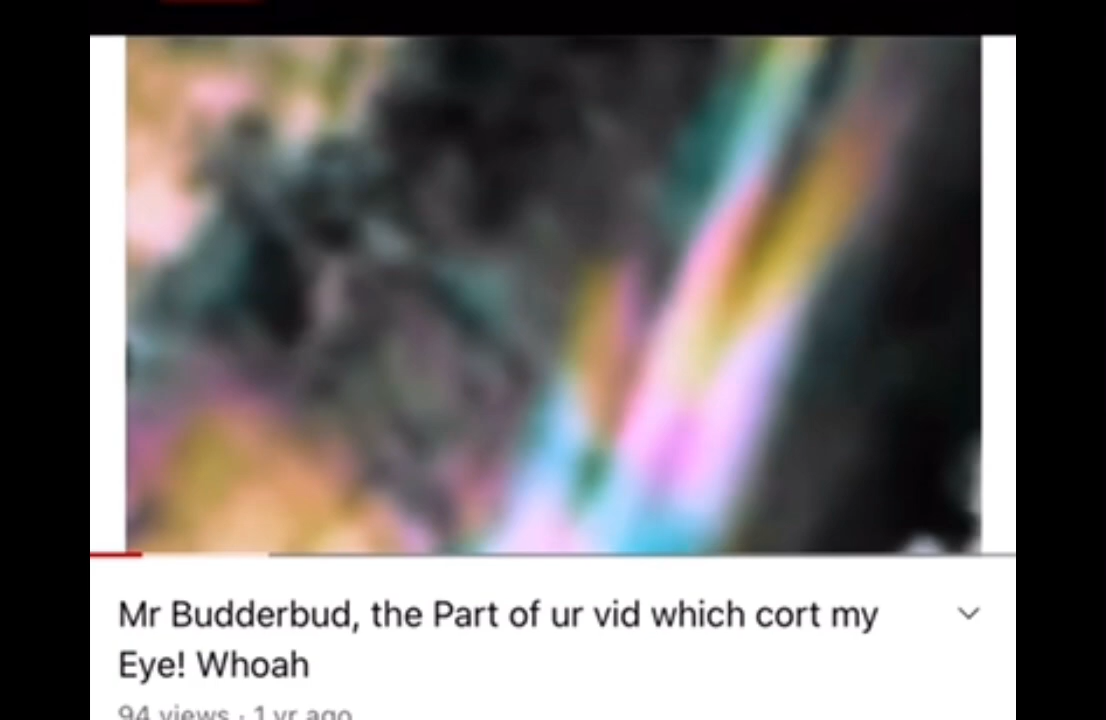 Mr Budderbud, the Part of ur vid which cort my
Eye! Whoah
94 views · 1 yr ago